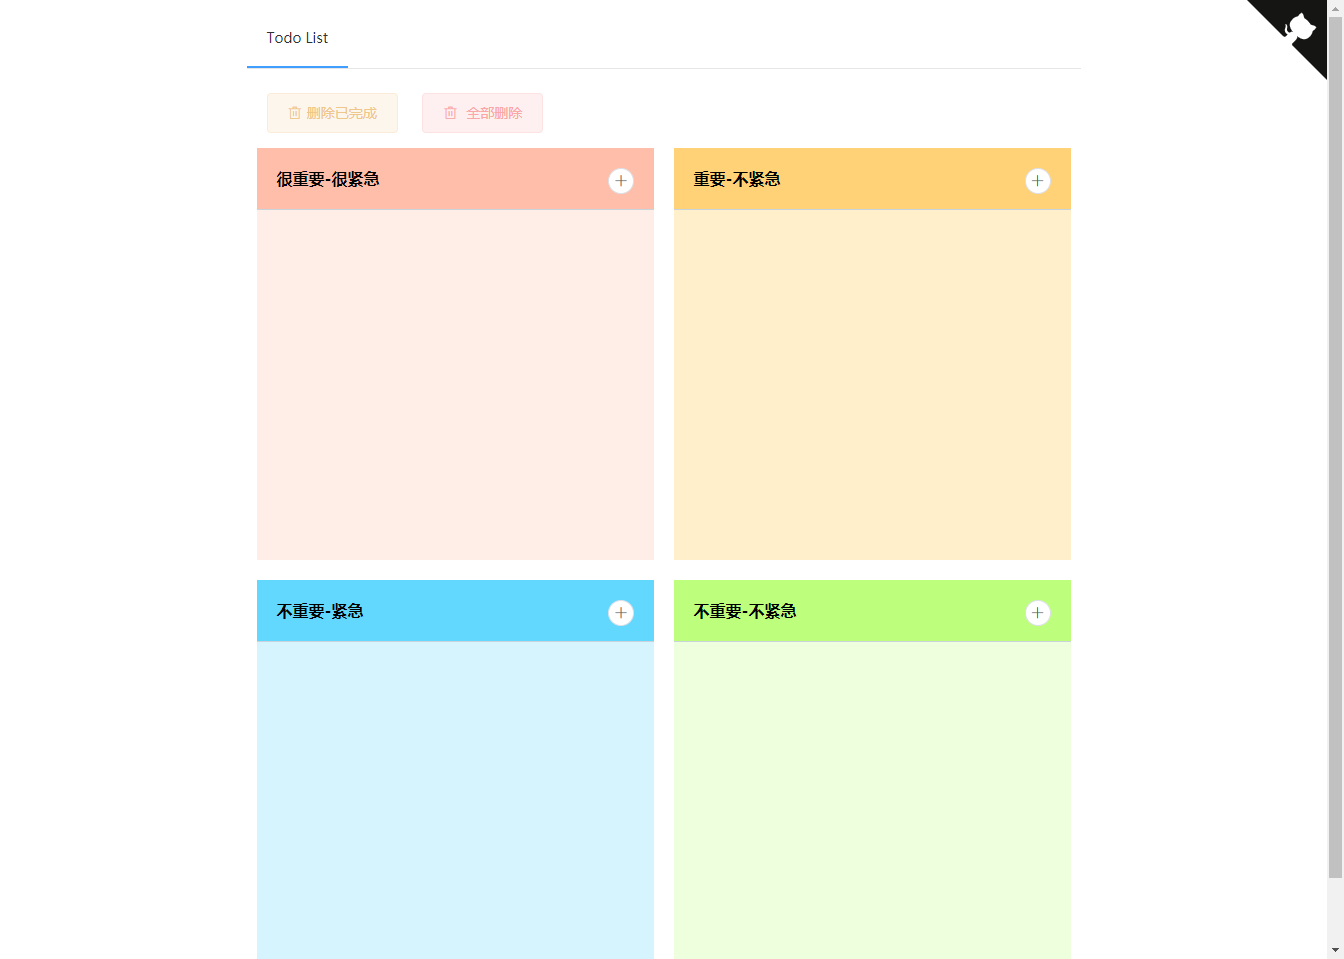 Todo List
删除已完成
全部删除
很重要-很紧急
重要-不紧急
不重要-紧急
不重要-不紧急